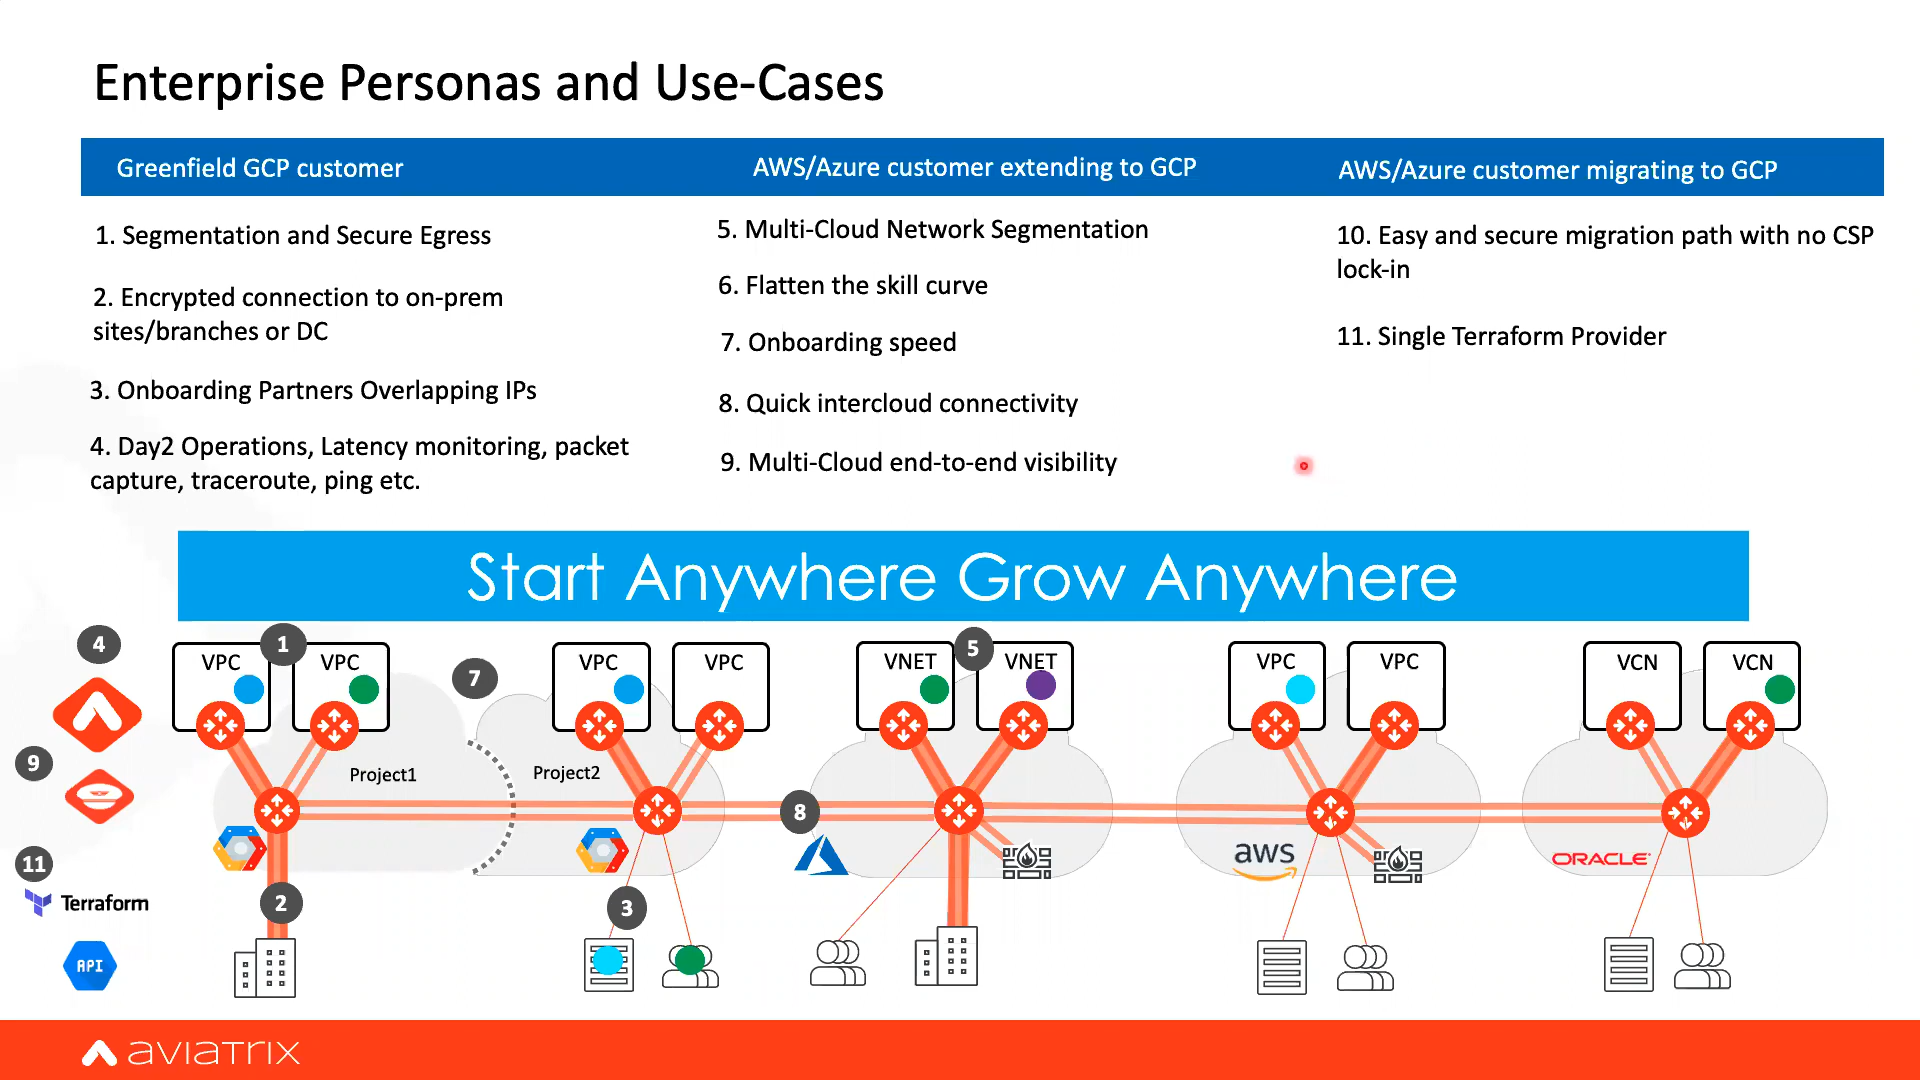 Enterprise Personas and Use-Cases
Greenfield GCP customer
AWS/Azure customer extending to GCP
AWS/Azure customer migrating to GCP
1. Segmentation and Secure Egress
2. Encrypted connection to on-prem
sites/branches or DC
3. Onboarding Partners Overlapping IPs
4. Day2 Operations, Latency monitoring, packet
capture, traceroute, ping etc.
5. Multi-Cloud Network Segmentation
6. Flatten the skill curve
7. Onboarding speed
8. Quick intercloud connectivity
9. Multi-Cloud end-to-end visibility
10. Easy and secure migration path with no CSP
lock-in
11. Single Terraform Provider
Start Anywhere Grow Anywhere
4
VPC
1
VPC
7
VPC
VPC
VNET
5
VNET
VPC
VPC
VCN
VCN
9
Project1
Project2
8
11
aws
ORACLE
Terraform
2
3
API
aviatrix